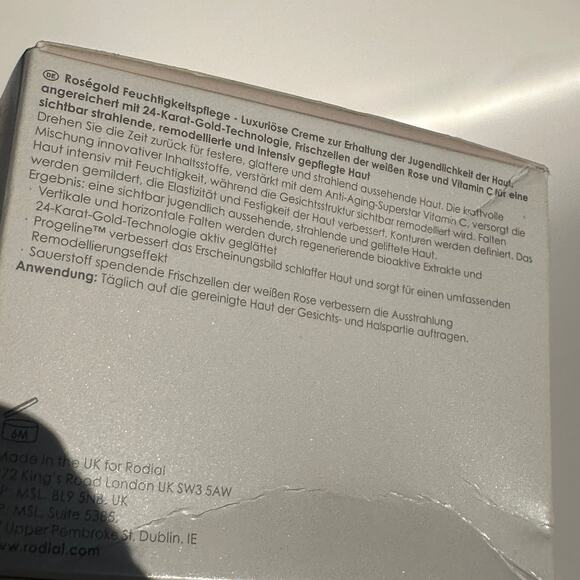 DE Roségold Feuchtigkeitspflege - Luxuriöse Creme zur Erhaltung der Jugendlichkeit der Haut,
angereichert mit 24-Karat-Gold-Technologie, Frischzellen der weißen Rose und Vitamin C für eine
sichtbar strahlende, remodellierte und intensiv gepflegte Haut
Drehen Sie die Zeit zurück für festere, glattere und strahlend aussehende Haut. Die kraftvolle
Mischung innovativer Inhaltsstoffe, verstärkt mit dem Anti-Aging-Superstar Vitamin C, versorgt die
Haut intensiv mit Feuchtigkeit, während die Gesichtsstruktur sichtbar remodelliert wird. Falten
werden gemildert, die Elastizität und Festigkeit der Haut verbessert. Konturen werden definiert. Das
Ergebnis: eine sichtbar jugendlich aussehende, strahlende und geliftete Haut.
· Vertikale und horizontale Falten werden durch regenerierende bioaktive Extrakte und
24-Karat-Gold-Technologie aktiv geglättet
· Progeline™ verbessert das Erscheinungsbild schlaffer Haut und sorgt für einen umfassenden
Remodellierungseffekt
· Sauerstoff spendende Frischzellen der weißen Rose verbessern die Ausstrahlung
Anwendung: Täglich auf die gereinigte Haut der Gesichts- und Halspartie auftragen.
6M
Made in the UK for Rodial
72 King's Road London UK SW3 5AW
P: MSL, BL9 5NB, UK
P: MSL, Suite 5385,
Upper Pembroke St, Dublin, IE
www.rodial.com